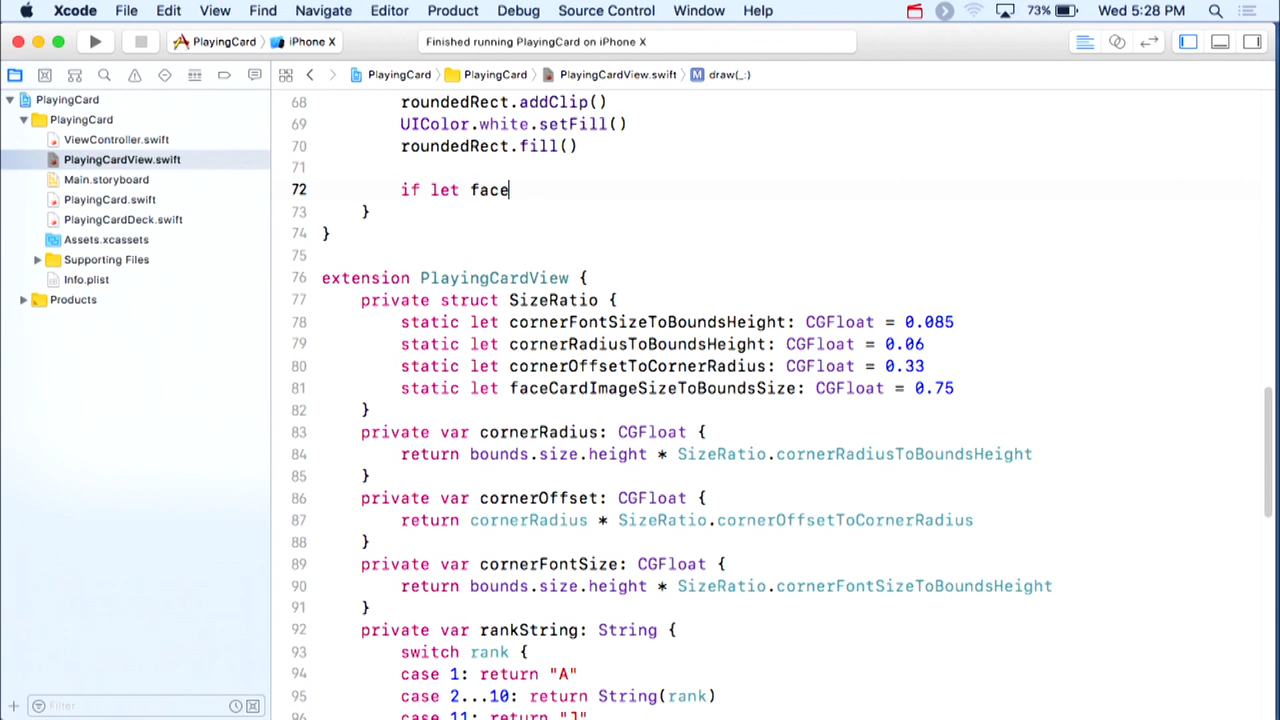 Xcode File Edit View Find Navigate Editor Product Debug Source Control Window Help 73% Wed 5:28 PM
PlayingCard iPhone X Finished running PlayingCard on iPhone X
PlayingCard PlayingCard PlayingCardView.swift M draw(_:)
PlayingCard
PlayingCard
ViewController.swift
PlayingCardView.swift
Main.storyboard
PlayingCard.swift
PlayingCardDeck.swift
Assets.xcassets
Supporting Files
Info.plist
Products
Filter
68 roundedRect.addClip()
69 UIColor.white.setFill()
70 roundedRect.fill()
71
72 if let face
73 }
74 }
75
76 extension PlayingCardView {
77 private struct SizeRatio {
78 static let cornerFontSizeToBoundsHeight: CGFloat = 0.085
79 static let cornerRadiusToBoundsHeight: CGFloat = 0.06
80 static let cornerOffsetToCornerRadius: CGFloat = 0.33
81 static let faceCardImageSizeToBoundsSize: CGFloat = 0.75
82 }
83 private var cornerRadius: CGFloat {
84 return bounds.size.height * SizeRatio.cornerRadiusToBoundsHeight
85 }
86 private var cornerOffset: CGFloat {
87 return cornerRadius * SizeRatio.cornerOffsetToCornerRadius
88 }
89 private var cornerFontSize: CGFloat {
90 return bounds.size.height * SizeRatio.cornerFontSizeToBoundsHeight
91 }
92 private var rankString: String {
93 switch rank {
94 case 1: return "A"
95 case 2...10: return String(rank)
96 case 11: return "J"